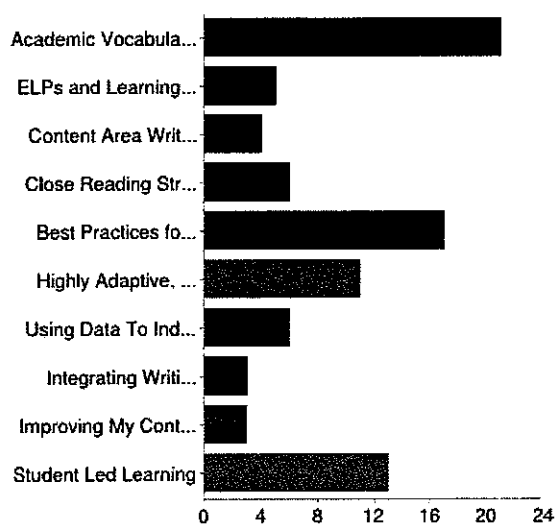 Academic Vocabula...
ELPs and Learning...
Content Area Writ...
Close Reading Str...
Best Practices fo...
Highly Adaptive, ...
Using Data To Ind...
Integrating Writi...
Improving My Cont...
Student Led Learning
0 4 8 12 16 20 24